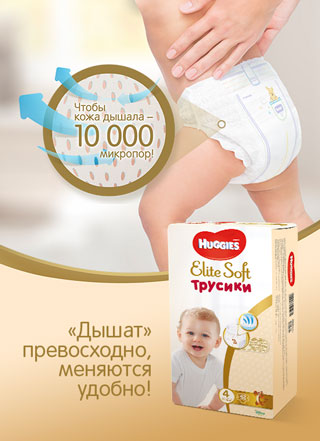 Чтобы
кожа дышала –
10 000
микропор!
HUGGIES
Elite Soft
Трусики
4
«Дышат»
превосходно,
меняются
удобно!